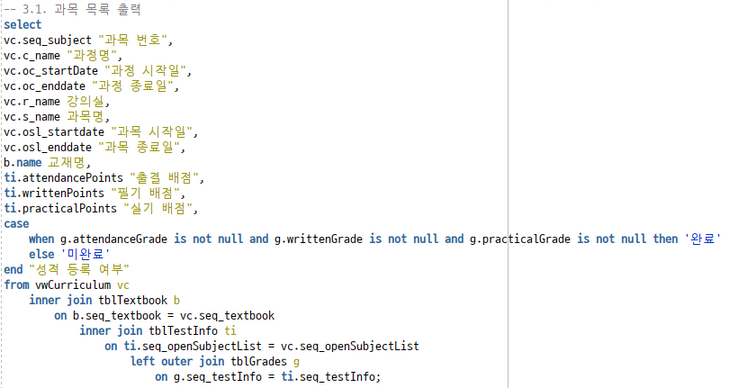 -- 3.1. 과목 목록 출력
select
vc.seq_subject "과목 번호",
vc.c_name "과정명",
vc.oc_startDate "과정 시작일",
vc.oc_enddate "과정 종료일",
vc.r_name 강의실,
vc.s_name 과목명,
vc.osl_startdate "과목 시작일",
vc.osl_enddate "과목 종료일",
b.name 교재명,
ti.attendancePoints "출결 배점",
ti.writtenPoints "필기 배점",
ti.practicalPoints "실기 배점",
case
    when g.attendanceGrade is not null and g.writtenGrade is not null and g.practicalGrade is not null then '완료'
    else '미완료'
end "성적 등록 여부"
from vwCurriculum vc
    inner join tblTextbook b
        on b.seq_textbook = vc.seq_textbook
            inner join tblTestInfo ti
                on ti.seq_openSubjectList = vc.seq_openSubjectList
                    left outer join tblGrades g
                        on g.seq_testInfo = ti.seq_testInfo;